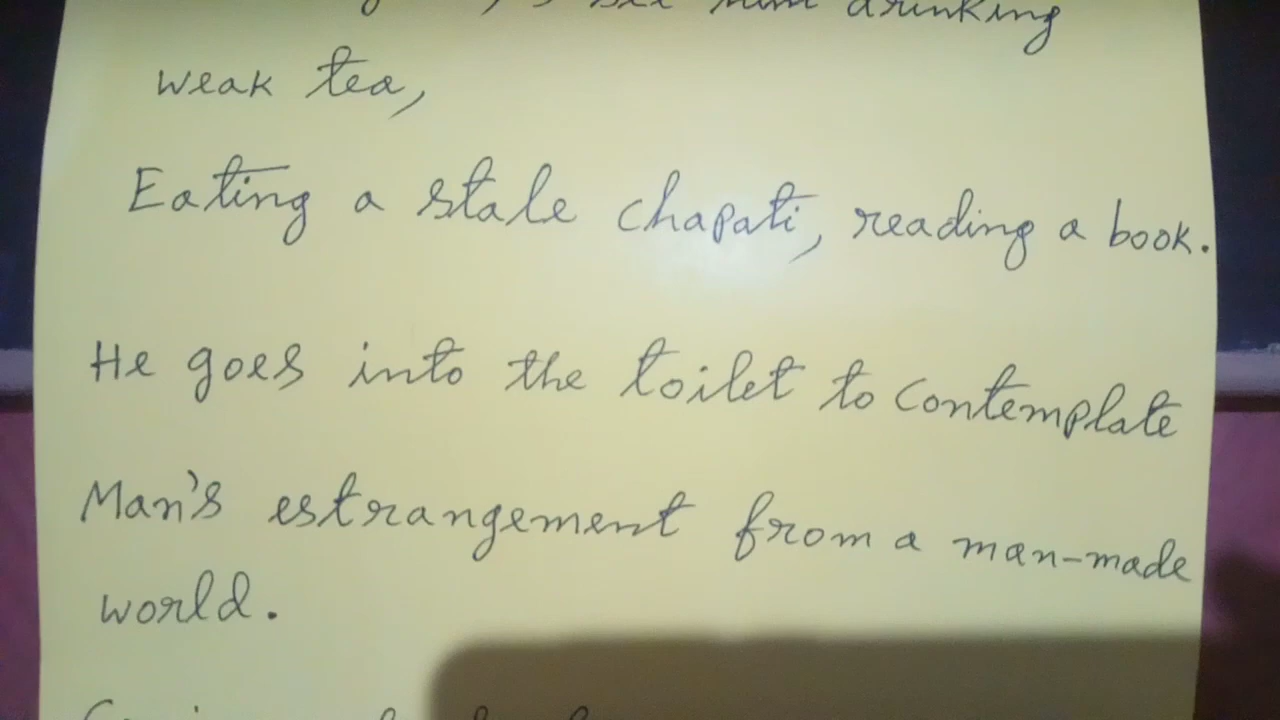 drinking
weak tea,
Eating a stale chapati, reading a book.
He goes into the toilet to contemplate
Man's estrangement from a man-made
world.